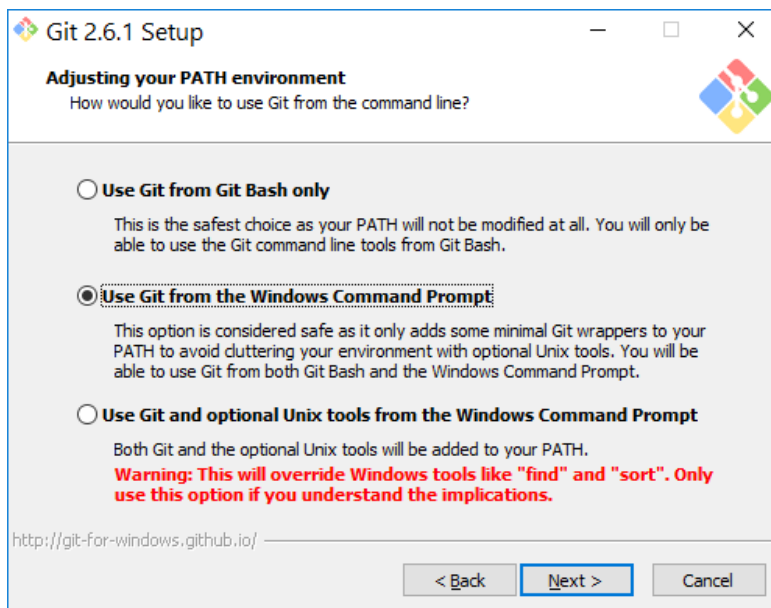 Git 2.6.1 Setup
Adjusting your PATH environment
How would you like to use Git from the command line?
Use Git from Git Bash only
This is the safest choice as your PATH will not be modified at all. You will only be
able to use the Git command line tools from Git Bash.
Use Git from the Windows Command Prompt
This option is considered safe as it only adds some minimal Git wrappers to your
PATH to avoid cluttering your environment with optional Unix tools. You will be
able to use Git from both Git Bash and the Windows Command Prompt.
Use Git and optional Unix tools from the Windows Command Prompt
Both Git and the optional Unix tools will be added to your PATH.
Warning: This will override Windows tools like "find" and "sort". Only
use this option if you understand the implications.
http://git-for-windows.github.io/
< Back Next > Cancel